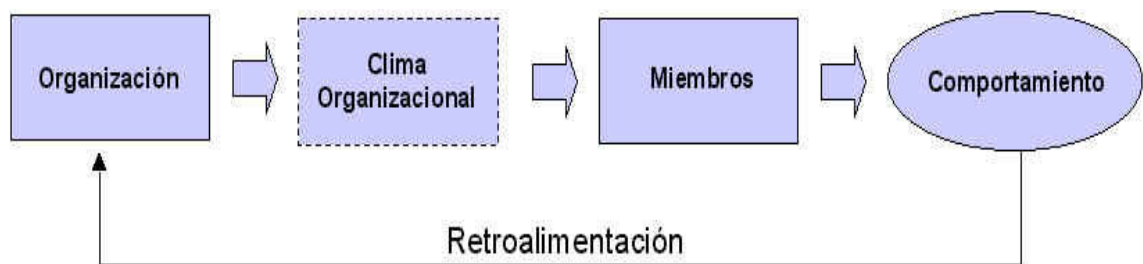 Organización
Clima
Organizacional
Miembros
Comportamiento
Retroalimentación